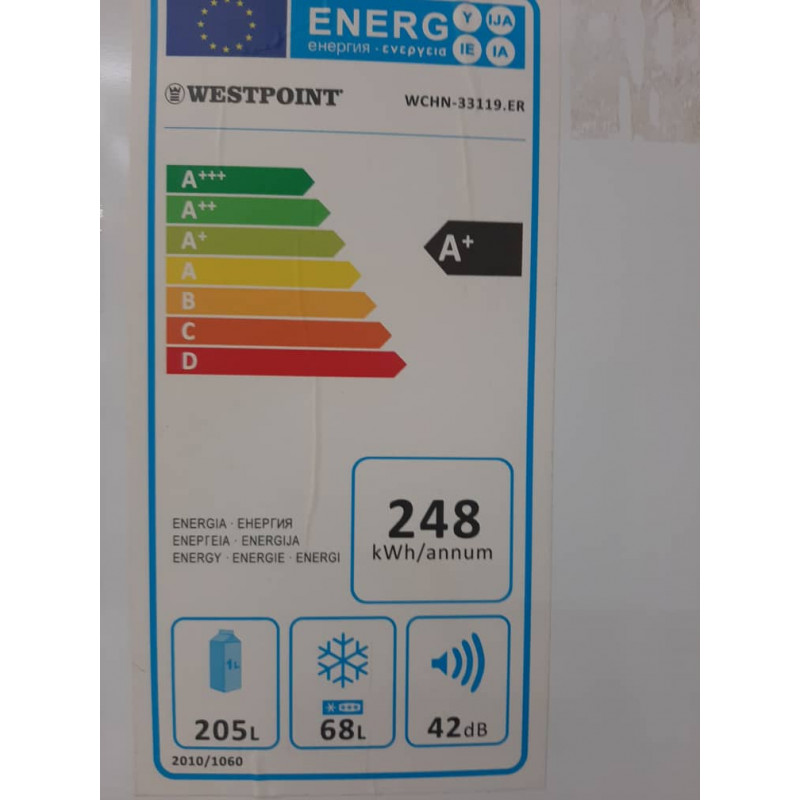 ENERG Y IJA
енергия · ενεργεια IE IA
WESTPOINT
WCHN-33119.ER
A+++
A++
A+
A
B
C
D
A+
248
kWh/annum
ENERGIA · ЕНЕРГИЯ
ΕΝΕΡΓΕΙΑ · ENERGIJA
ENERGY · ENERGIE · ENERGI
1L
205L
68L
42dB
2010/1060